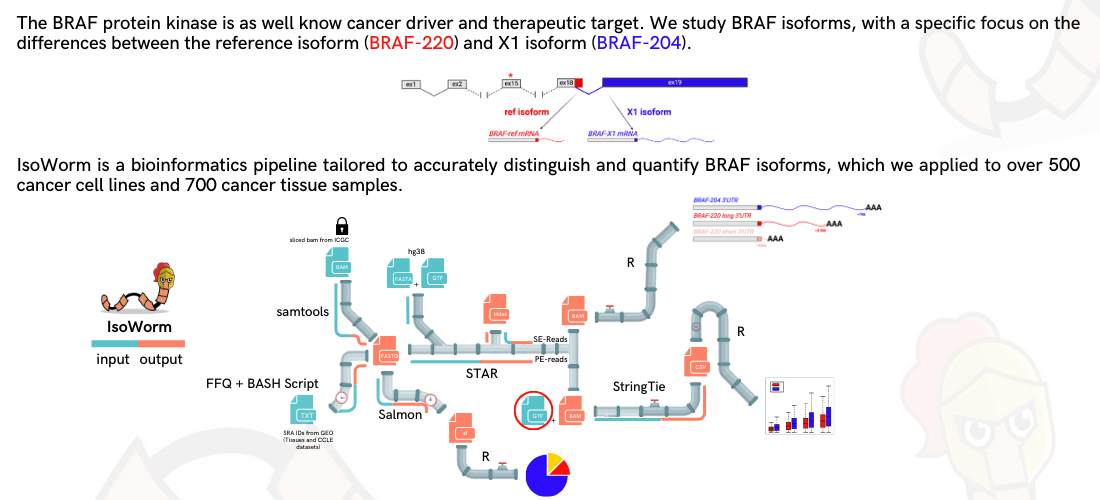 The BRAF protein kinase is as well know cancer driver and therapeutic target. We study BRAF isoforms, with a specific focus on the
differences between the reference isoform (BRAF-220) and X1 isoform (BRAF-204).
ex1
ex2
*
ex15
ex18
ex19
ref isoform
X1 isoform
BRAF-ref mRNA
BRAF-X1 mRNA
IsoWorm is a bioinformatics pipeline tailored to accurately distinguish and quantify BRAF isoforms, which we applied to over 500
cancer cell lines and 700 cancer tissue samples.
BRAF-204 3'UTR
AAA
BRAF-220 long 3'UTR
AAA
BRAF-220 short 3'UTR
AAA
sliced bam from ICGC
BAM
hg38
FASTA
+
GTF
R
samtools
index
BAM
IsoWorm
input output
SE-Reads
PE-reads
FASTQ
STAR
R
CSV
FFQ + BASH Script
TXT
SRA IDs from GEO
(Tissues and CCLE
datasets)
Salmon
StringTie
GTF
+
BAM
sf
R